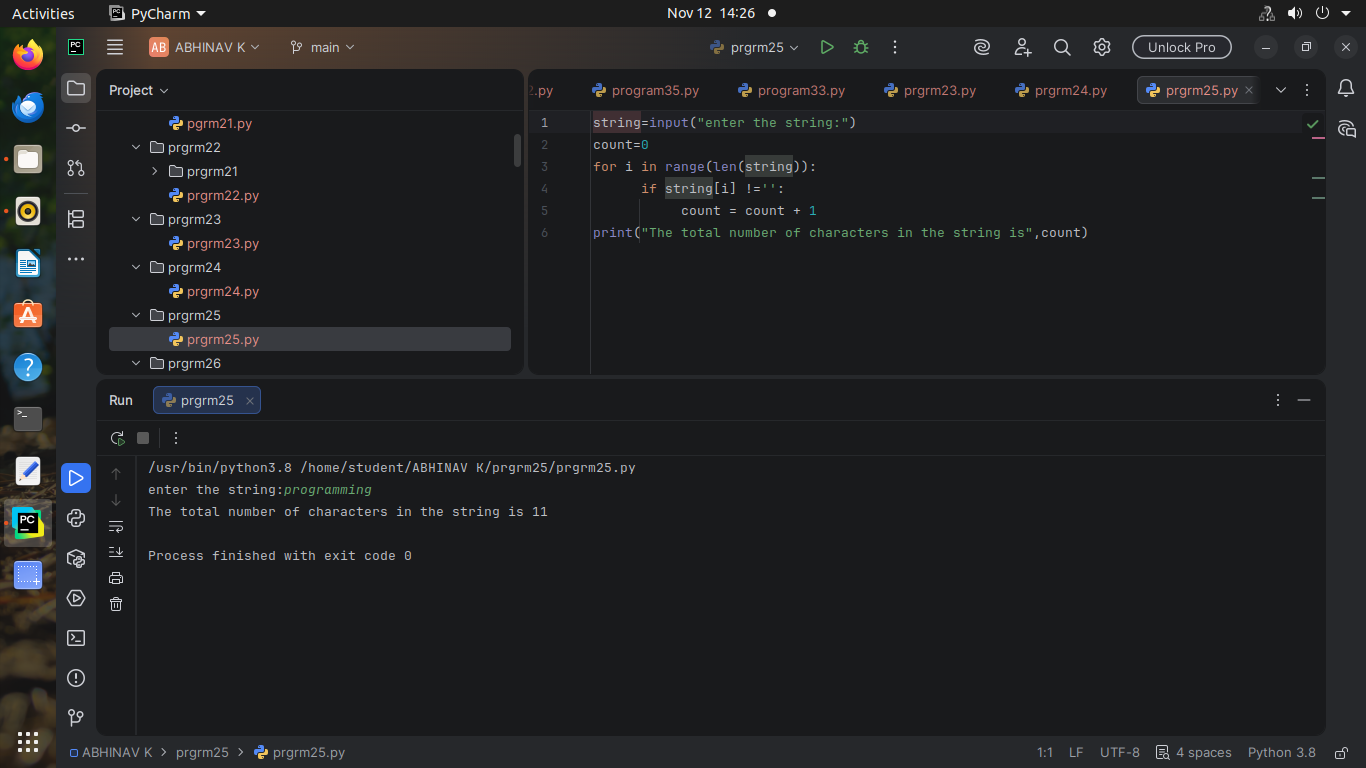 Activities PyCharm Nov 12 14:26
PC AB ABHINAV K main prgrm25 Unlock Pro
Project
pgrm21.py
prgrm22
prgrm21
prgrm22.py
prgrm23
prgrm23.py
prgrm24
prgrm24.py
prgrm25
prgrm25.py
prgrm26
2.py program35.py program33.py prgrm23.py prgrm24.py prgrm25.py
1 string=input("enter the string:")
2 count=0
3 for i in range(len(string)):
4 if string[i] !='':
5 count = count + 1
6 print("The total number of characters in the string is",count)
Run prgrm25
/usr/bin/python3.8 /home/student/ABHINAV K/prgrm25/prgrm25.py
enter the string:programming
The total number of characters in the string is 11
Process finished with exit code 0
PC
ABHINAV K prgrm25 prgrm25.py 1:1 LF UTF-8 4 spaces Python 3.8